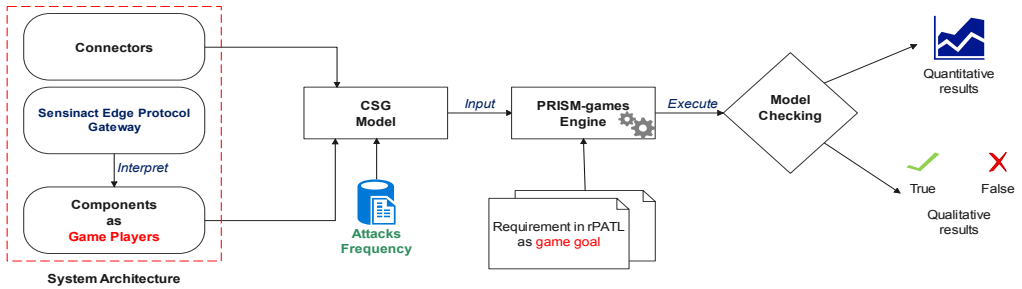 Connectors
Sensinact Edge Protocol
Gateway
Interpret
Components
as
Game Players
System Architecture
CSG
Model
Attacks
Frequency
Input
PRISM-games
Engine
Requirement in rPATL
as game goal
Execute
Model
Checking
Quantitative
results
True
False
Qualitative
results